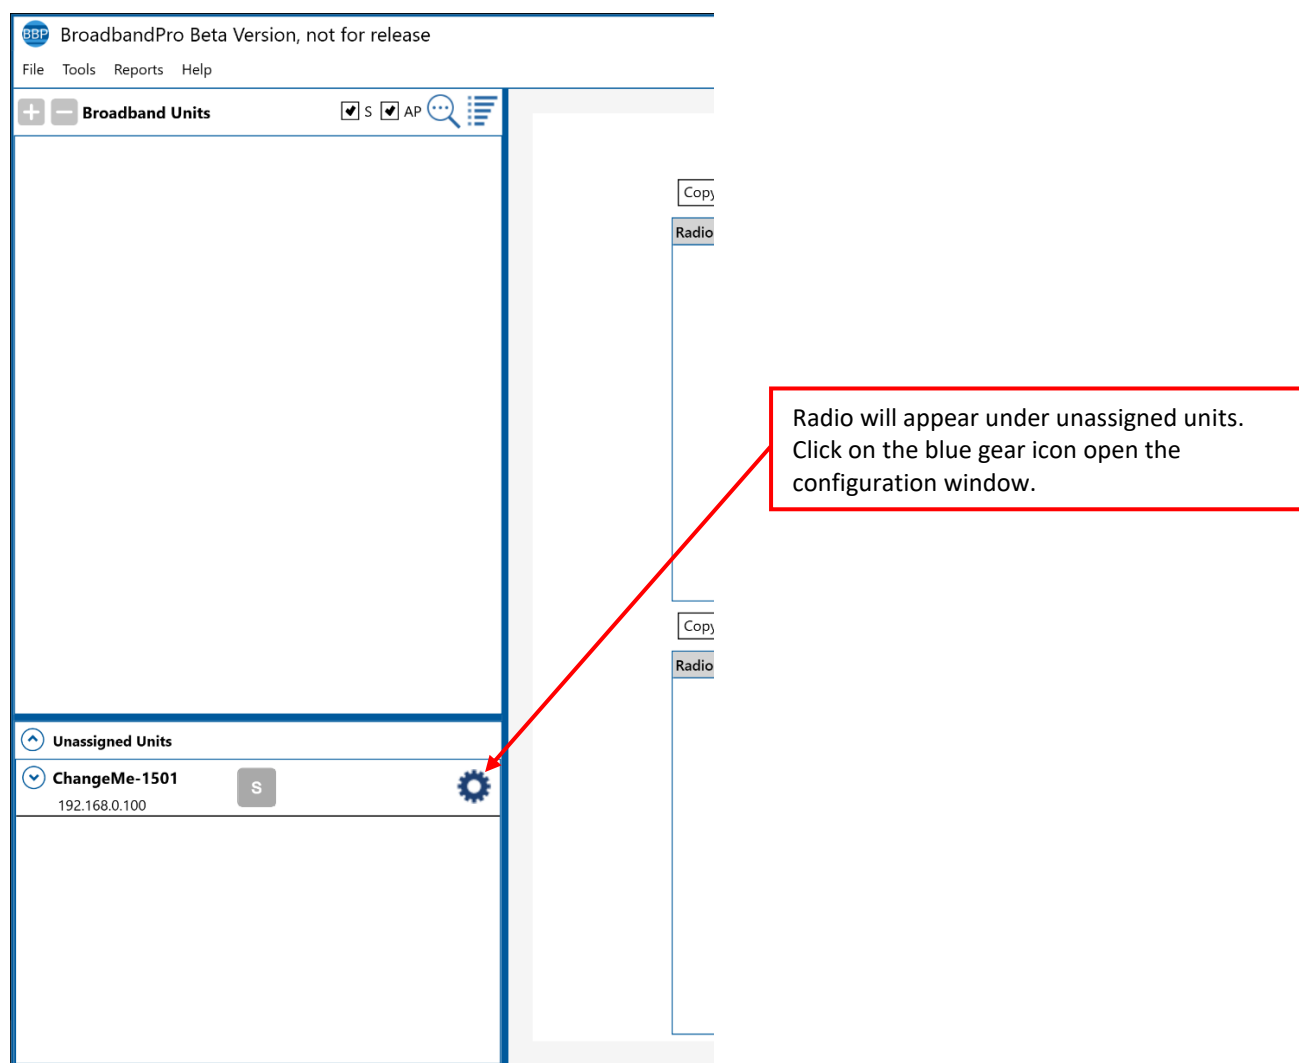 BBP BroadbandPro Beta Version, not for release
File Tools Reports Help
Broadband Units S AP
Copy
Radio
Radio will appear under unassigned units.
Click on the blue gear icon open the
configuration window.
Copy
Radio
Unassigned Units
ChangeMe-1501
S
192.168.0.100